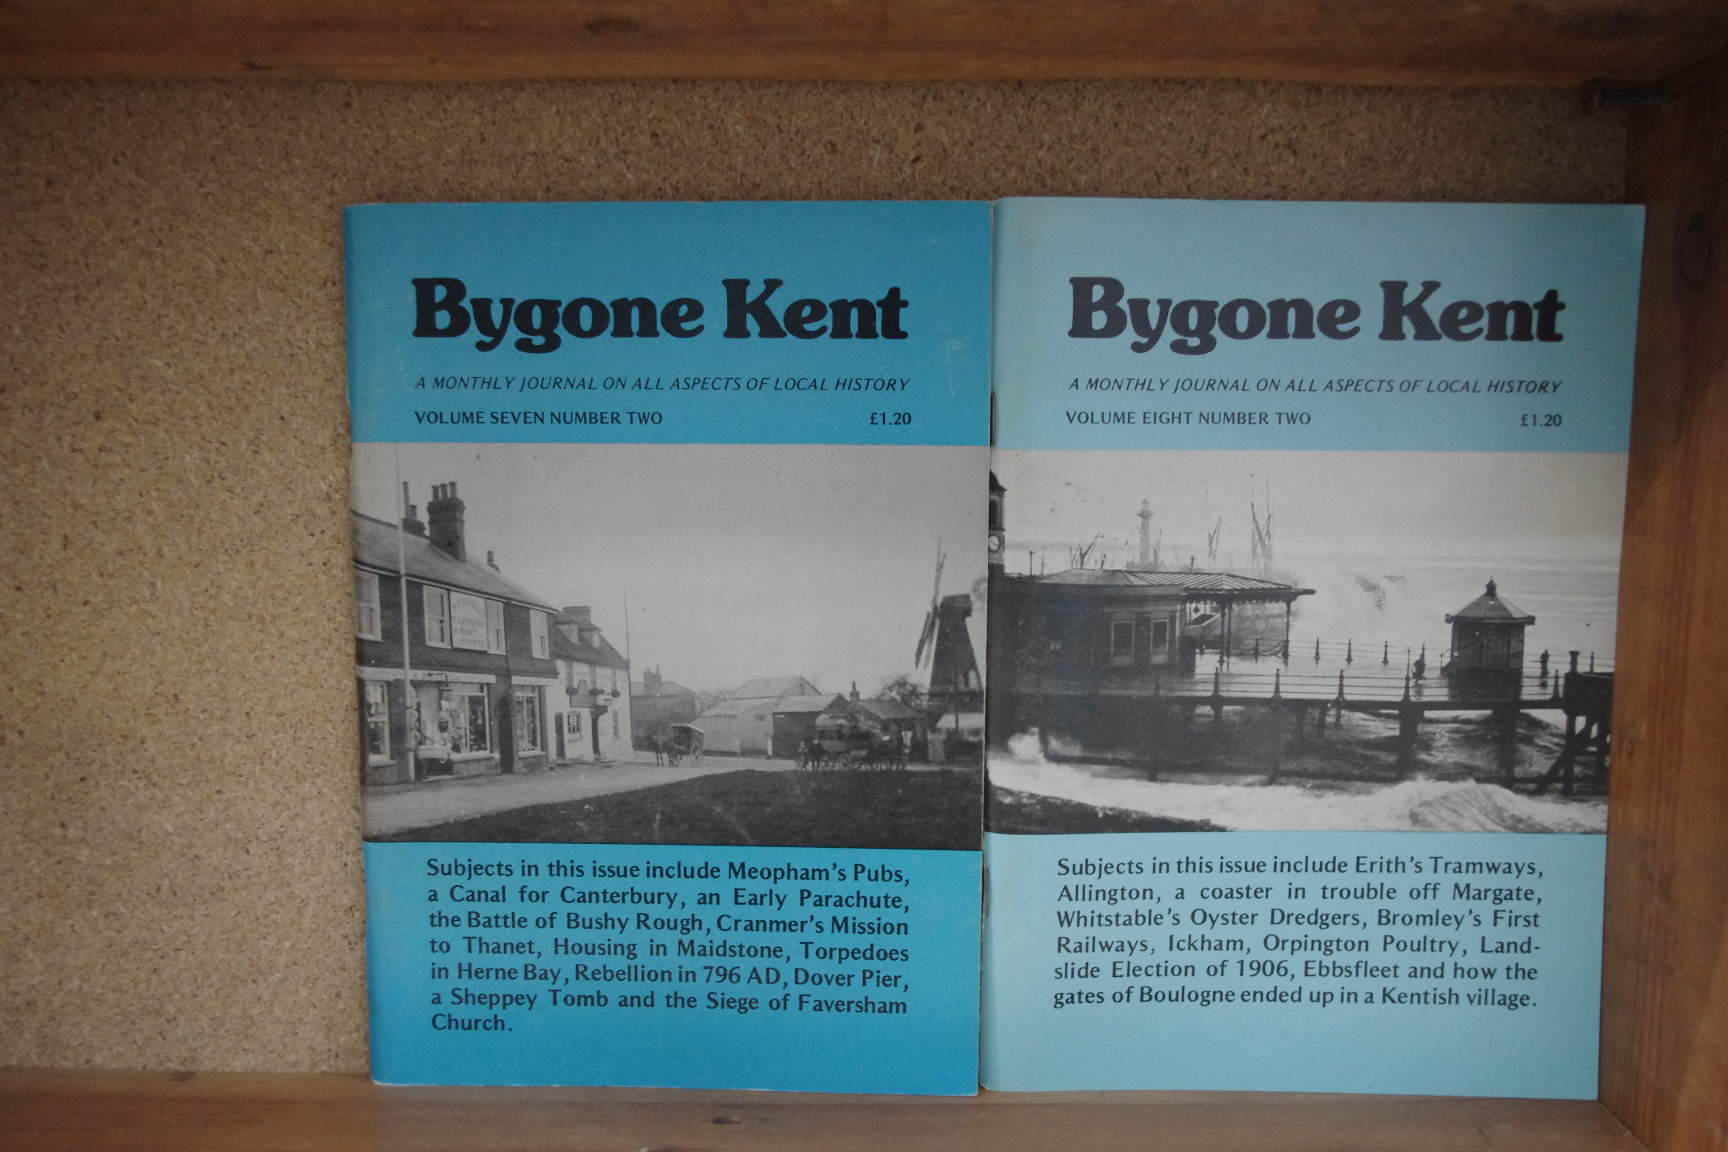 Bygone Kent
A MONTHLY JOURNAL ON ALL ASPECTS OF LOCAL HISTORY
VOLUME SEVEN NUMBER TWO £1.20
Subjects in this issue include Meopham's Pubs,
a Canal for Canterbury, an Early Parachute,
the Battle of Bushy Rough, Cranmer's Mission
to Thanet, Housing in Maidstone, Torpedoes
in Herne Bay, Rebellion in 796 AD, Dover Pier,
a Sheppey Tomb and the Siege of Faversham
Church.
Bygone Kent
A MONTHLY JOURNAL ON ALL ASPECTS OF LOCAL HISTORY
VOLUME EIGHT NUMBER TWO £1.20
Subjects in this issue include Erith's Tramways,
Allington, a coaster in trouble off Margate,
Whitstable's Oyster Dredgers, Bromley's First
Railways, Ickham, Orpington Poultry, Land-
slide Election of 1906, Ebbsfleet and how the
gates of Boulogne ended up in a Kentish village.